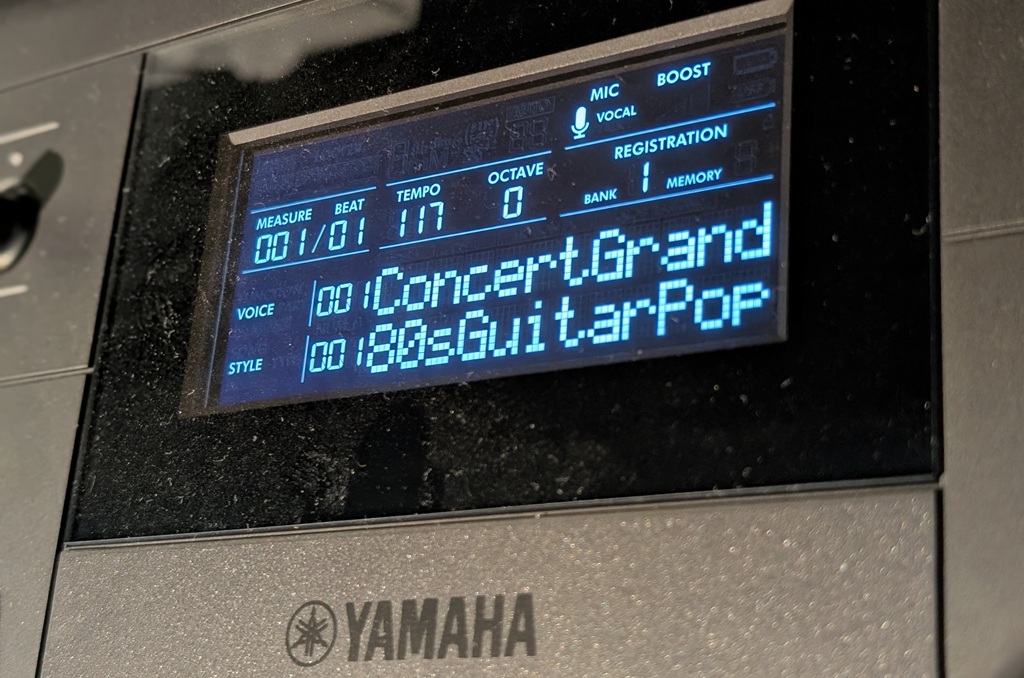 MIC BOOST
VOCAL
REGISTRATION
BANK 1 MEMORY
MEASURE BEAT TEMPO OCTAVE
001/01 117 0
VOICE 001 ConcertGrand
STYLE 001 80sGuitarPop
YAMAHA